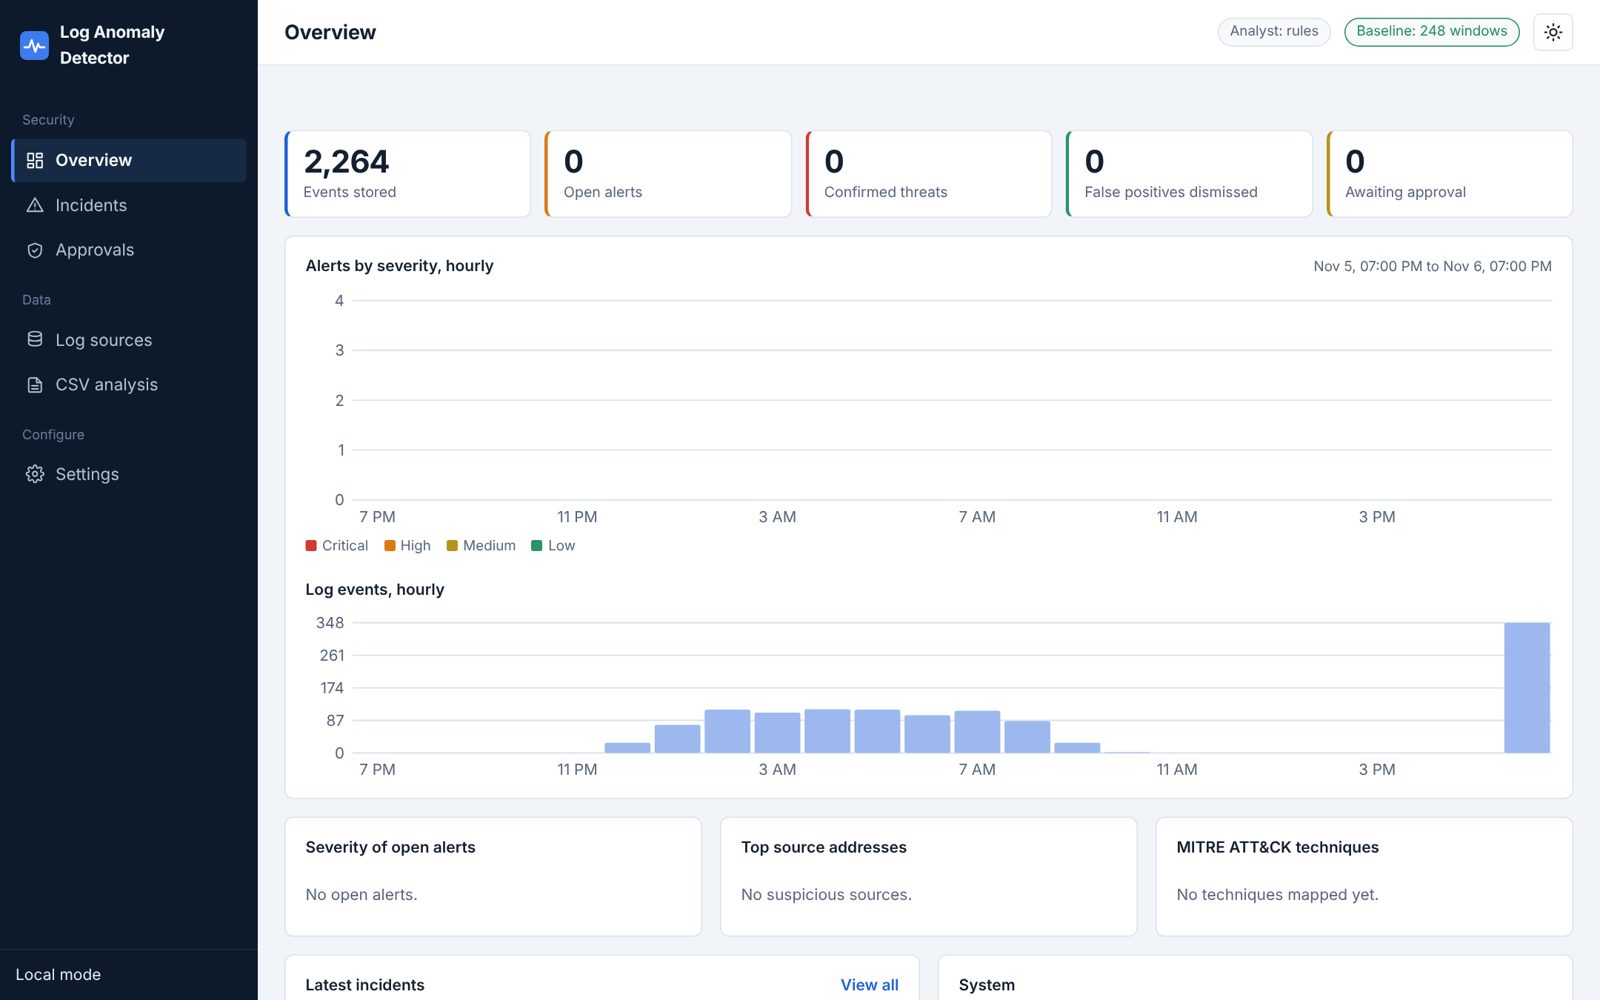 Log Anomaly
Detector
Security
Overview
Incidents
Approvals
Data
Log sources
CSV analysis
Configure
Settings
Local mode
Overview
Analyst: rules
Baseline: 248 windows
2,264
Events stored
0
Open alerts
0
Confirmed threats
0
False positives dismissed
0
Awaiting approval
Alerts by severity, hourly
Nov 5, 07:00 PM to Nov 6, 07:00 PM
4
3
2
1
0
7 PM 11 PM 3 AM 7 AM 11 AM 3 PM
Critical High Medium Low
Log events, hourly
348
261
174
87
0
7 PM 11 PM 3 AM 7 AM 11 AM 3 PM
Severity of open alerts
No open alerts.
Top source addresses
No suspicious sources.
MITRE ATT&CK techniques
No techniques mapped yet.
Latest incidents
View all
System